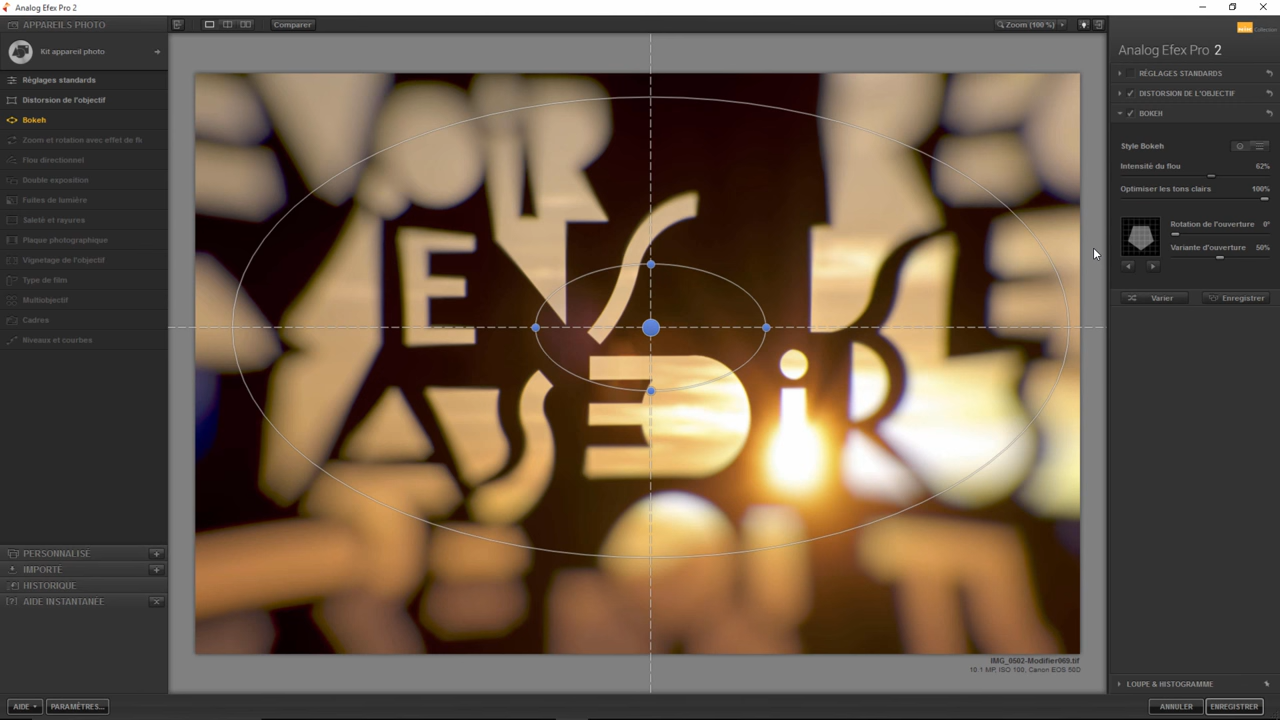 Analog Efex Pro 2
APPAREILS PHOTO
Comparer
Zoom (100 %)
Kit appareil photo
Analog Efex Pro 2
Réglages standards
RÉGLAGES STANDARDS
Distorsion de l'objectif
DISTORSION DE L'OBJECTIF
Bokeh
BOKEH
Zoom et rotation avec effet de fl
Style Bokeh
Flou directionnel
Intensité du flou 62%
Double exposition
Optimiser les tons clairs 100%
Fuites de lumière
Saleté et rayures
Rotation de l'ouverture 0°
Plaque photographique
Variante d'ouverture 50%
Vignetage de l'objectif
Type de film
Multiobjectif
Varier
Enregistrer
Cadres
Niveaux et courbes
PERSONNALISÉ
IMPORTÉ
HISTORIQUE
AIDE INSTANTANÉE
IMG_0502-Modifier069.tif
10.1 MP, ISO 100, Canon EOS 50D
LOUPE & HISTOGRAMME
AIDE
PARAMÈTRES...
ANNULER
ENREGISTRER